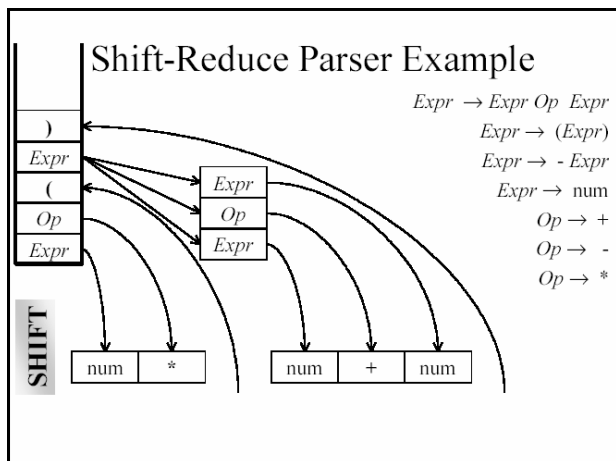 Shift-Reduce Parser Example
Expr → Expr Op Expr
Expr → (Expr)
Expr → - Expr
Expr → num
Op → +
Op → -
Op → *
)
Expr
(
Op
Expr
Expr
Op
Expr
SHIFT
num *
num + num